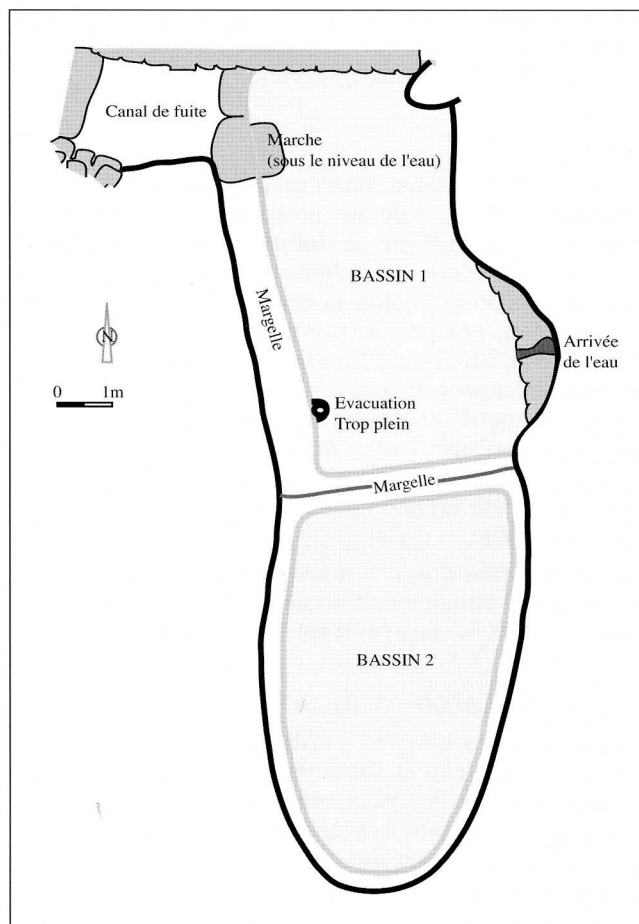 Canal de fuite
Marche
(sous le niveau de l'eau)
BASSIN 1
Margelle
Arrivée
de l'eau
N
0 1m
Evacuation
Trop plein
Margelle
BASSIN 2